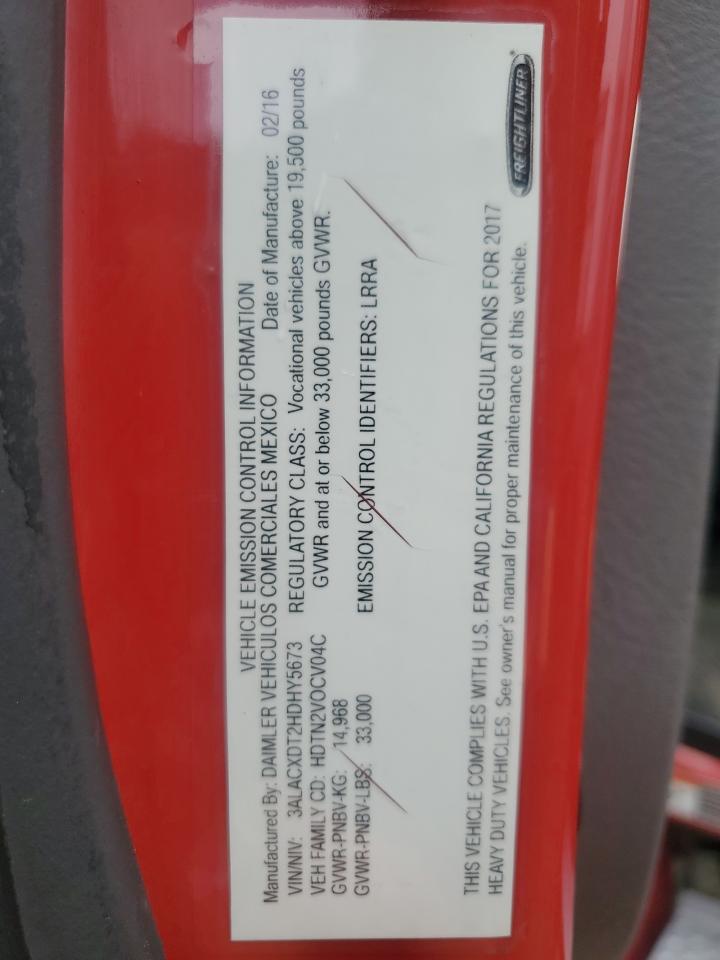 VEHICLE EMISSION CONTROL INFORMATION
Manufactured By: DAIMLER VEHICULOS COMERCIALES MEXICO Date of Manufacture: 02/16
VIN/NIV: 3ALACXDT2HDHY5673 REGULATORY CLASS: Vocational vehicles above 19,500 pounds
VEH FAMILY CD: HDTN2VOCV04C GVWR and at or below 33,000 pounds GVWR.
GVWR-PNBV-KG: 14,968
GVWR-PNBV-LBS: 33,000 EMISSION CONTROL IDENTIFIERS: LRRA
THIS VEHICLE COMPLIES WITH U.S. EPA AND CALIFORNIA REGULATIONS FOR 2017
HEAVY DUTY VEHICLES. See owner's manual for proper maintenance of this vehicle.
FREIGHTLINER